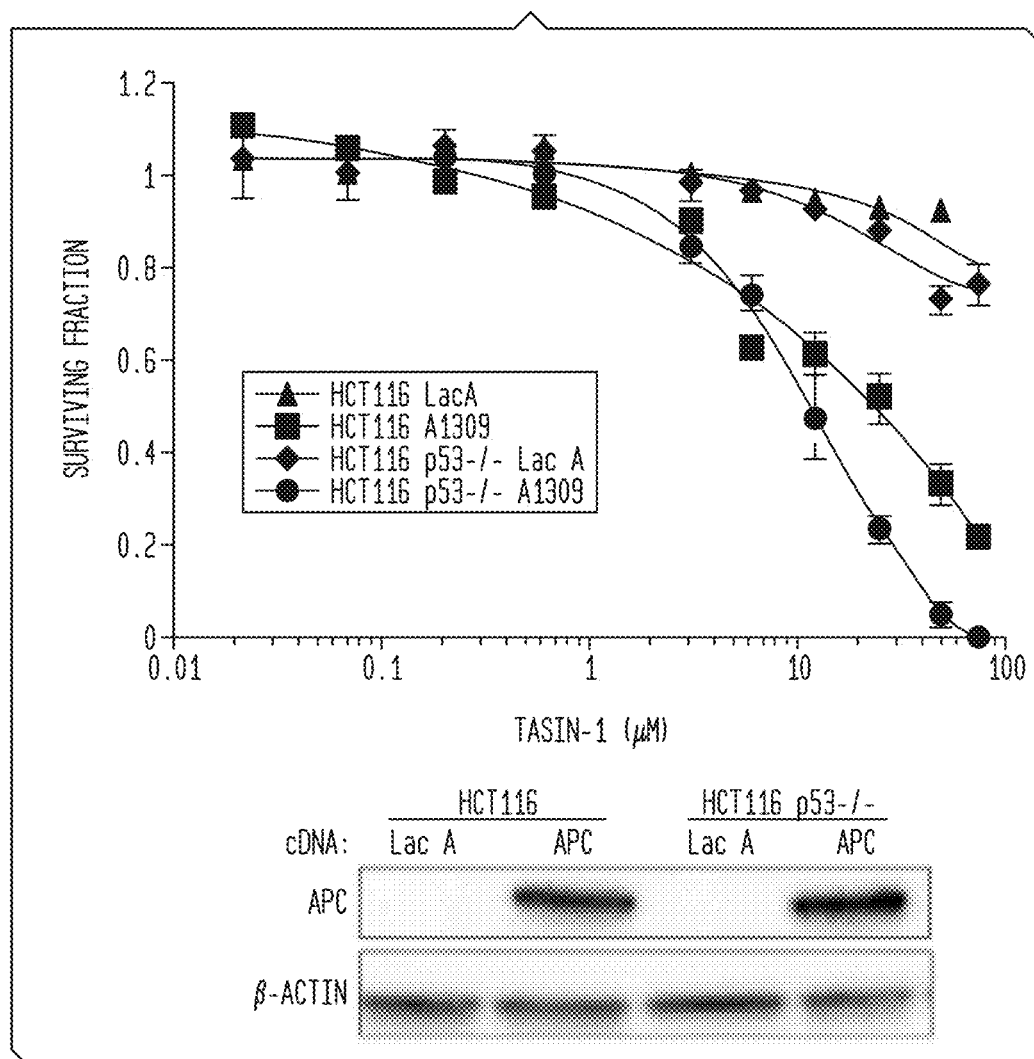 1.2
1
0.8
0.6
0.4
0.2
0
SURVIVING FRACTION
HCT116 LacA
HCT116 A1309
HCT116 p53-/- Lac A
HCT116 p53-/- A1309
0.01 0.1 1 10 100
TASIN-1 (μM)
HCT116 HCT116 p53-/-
cDNA: Lac A APC Lac A APC
APC
β-ACTIN